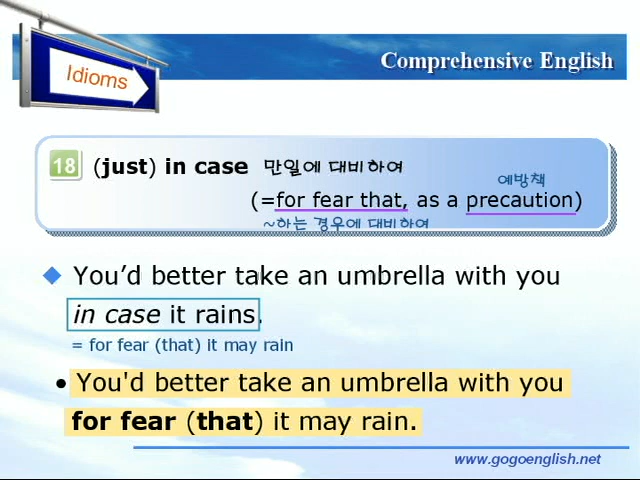 Idioms
Comprehensive English
18 (just) in case 만일에 대비하여
예방책
(=for fear that, as a precaution)
~하는 경우에 대비하여
You’d better take an umbrella with you
in case it rains.
= for fear (that) it may rain
• You'd better take an umbrella with you
for fear (that) it may rain.
www.gogoenglish.net